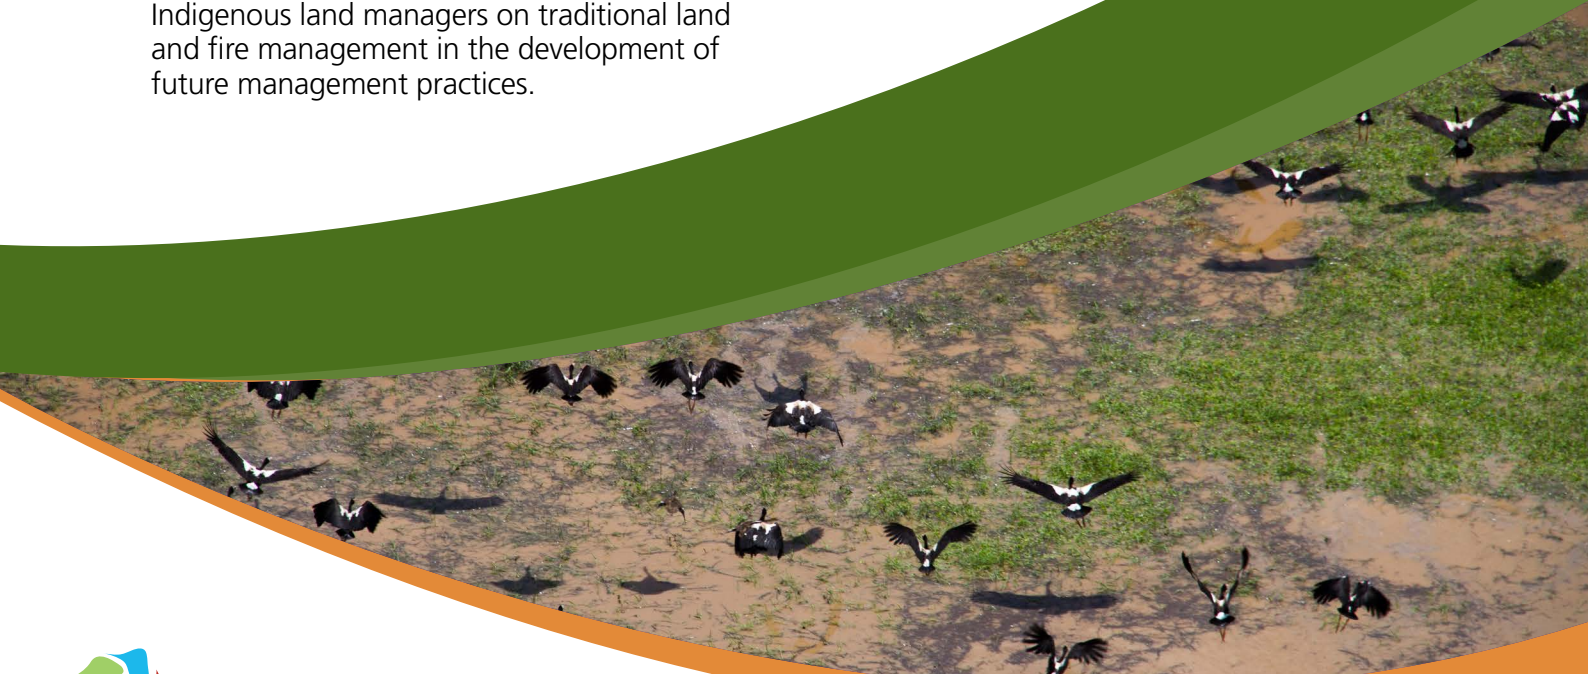 Indigenous land managers on traditional land
and fire management in the development of
future management practices.